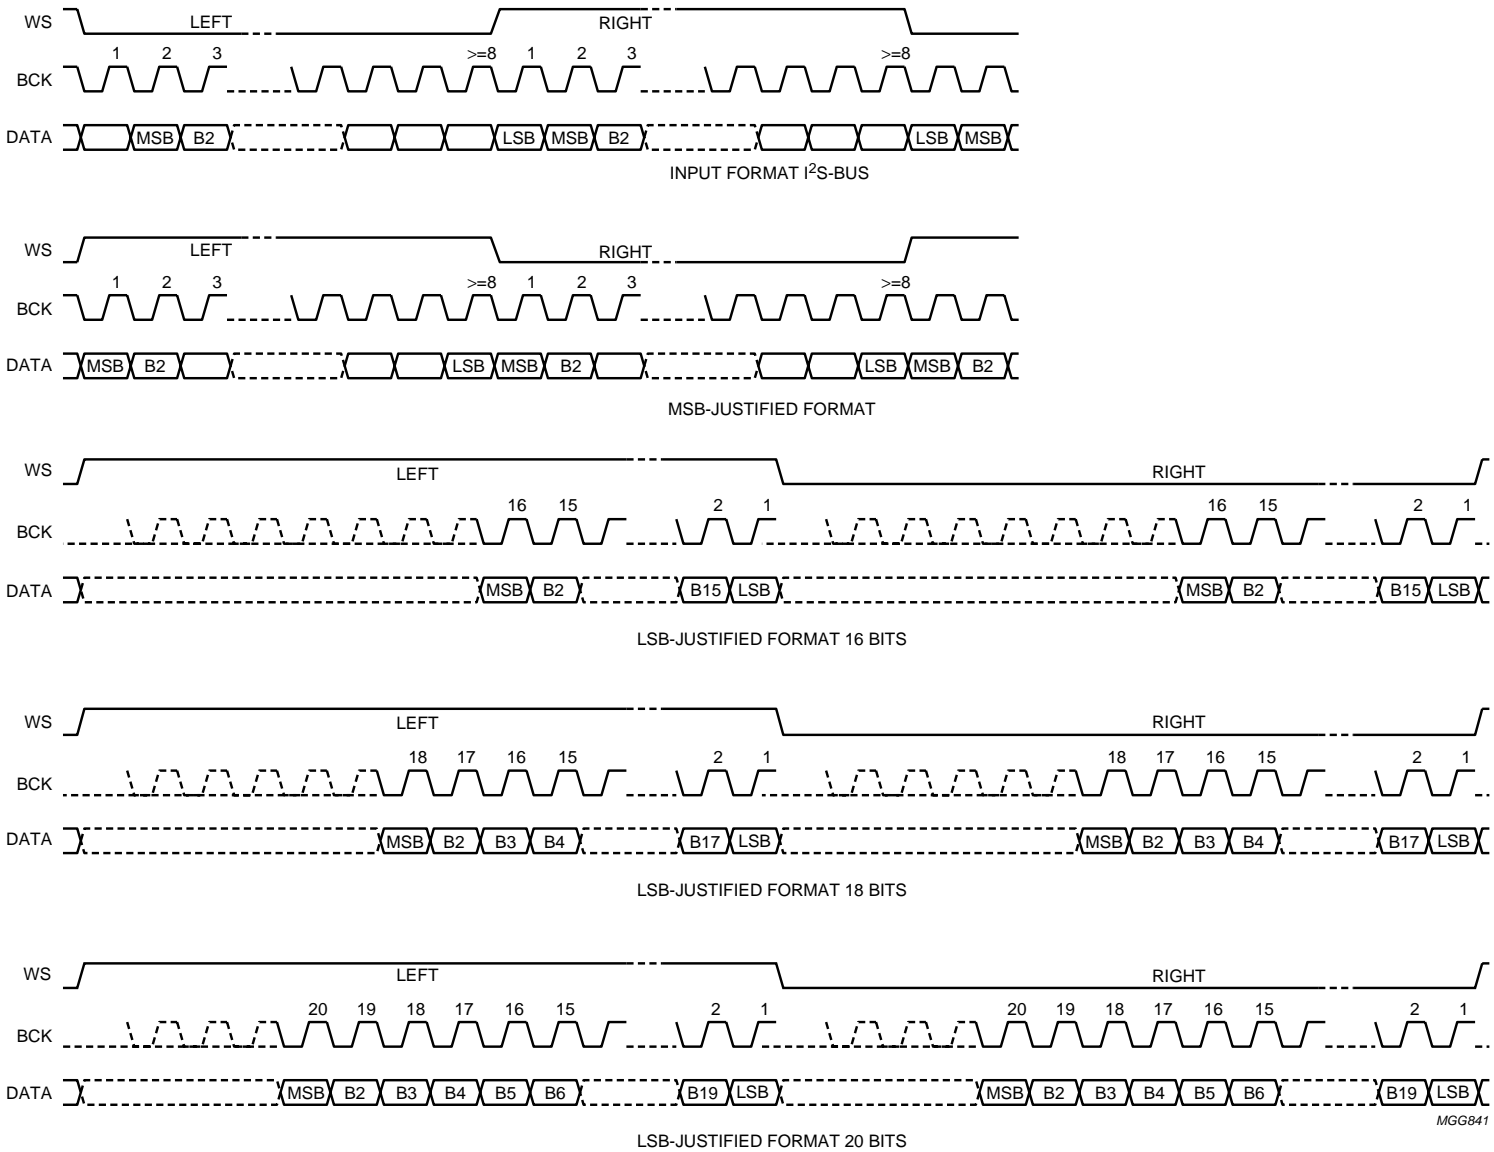 WS LEFT RIGHT
1 2 3 >=8 1 2 3 >=8
BCK
DATA MSB B2 LSB MSB B2 LSB MSB
INPUT FORMAT I²S-BUS
WS LEFT RIGHT
1 2 3 >=8 1 2 3 >=8
BCK
DATA MSB B2 LSB MSB B2 LSB MSB B2
MSB-JUSTIFIED FORMAT
WS LEFT RIGHT
16 15 2 1 16 15 2 1
BCK
DATA MSB B2 B15 LSB MSB B2 B15 LSB
LSB-JUSTIFIED FORMAT 16 BITS
WS LEFT RIGHT
18 17 16 15 2 1 18 17 16 15 2 1
BCK
DATA MSB B2 B3 B4 B17 LSB MSB B2 B3 B4 B17 LSB
LSB-JUSTIFIED FORMAT 18 BITS
WS LEFT RIGHT
20 19 18 17 16 15 2 1 20 19 18 17 16 15 2 1
BCK
DATA MSB B2 B3 B4 B5 B6 B19 LSB MSB B2 B3 B4 B5 B6 B19 LSB
MGG841
LSB-JUSTIFIED FORMAT 20 BITS